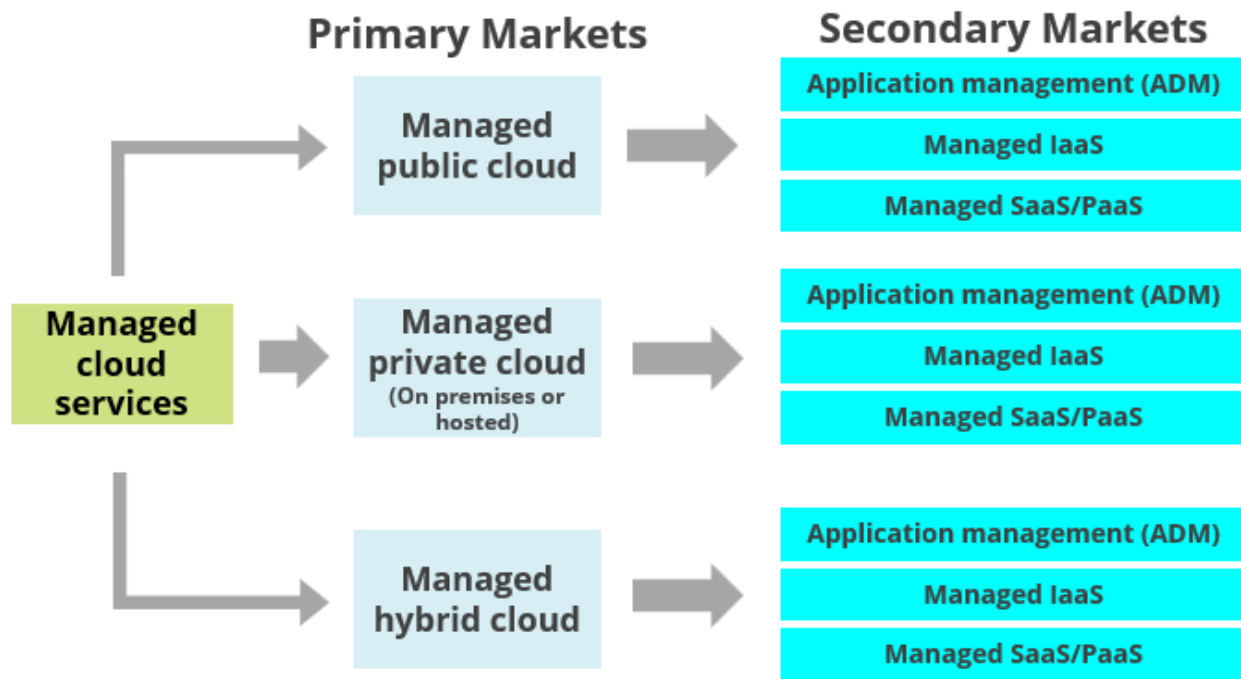 Primary Markets
Secondary Markets
Managed
public cloud
Application management (ADM)
Managed IaaS
Managed SaaS/PaaS
Managed
cloud
services
Managed
private cloud
(On premises or
hosted)
Application management (ADM)
Managed IaaS
Managed SaaS/PaaS
Managed
hybrid cloud
Application management (ADM)
Managed IaaS
Managed SaaS/PaaS